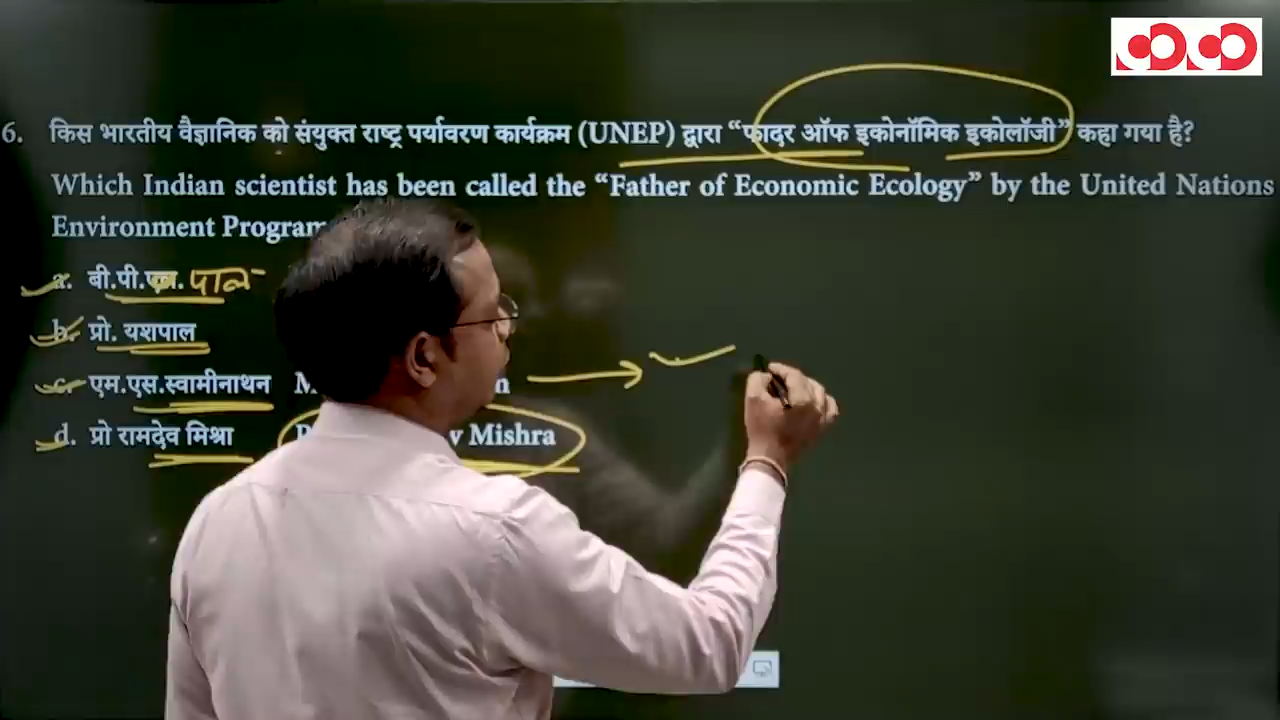 6. किस भारतीय वैज्ञानिक को संयुक्त राष्ट्र पर्यावरण कार्यक्रम (UNEP) द्वारा “फादर ऑफ इकोनॉमिक इकोलॉजी” कहा गया है?
Which Indian scientist has been called the “Father of Economic Ecology” by the United Nations
Environment
a. बी.पी. पाल
b. प्रो. यशपाल
c. एम.एस.स्वामीनाथन
d. प्रो रामदेव मिश्रा Mishra